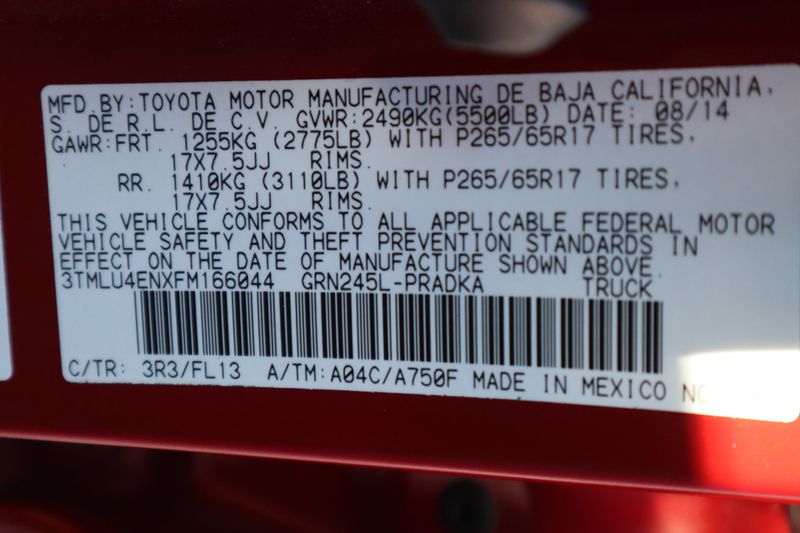 MFD. BY: TOYOTA MOTOR MANUFACTURING DE BAJA CALIFORNIA,
S. DE R.L. DE C.V. GVWR: 2490KG(5500LB) DATE: 08/14
GAWR: FRT. 1255KG (2775LB) WITH P265/65R17 TIRES,
17X7.5JJ RIMS.
RR. 1410KG (3110LB) WITH P265/65R17 TIRES,
17X7.5JJ RIMS.
THIS VEHICLE CONFORMS TO ALL APPLICABLE FEDERAL MOTOR
VEHICLE SAFETY AND THEFT PREVENTION STANDARDS IN
EFFECT ON THE DATE OF MANUFACTURE SHOWN ABOVE.
3TMLU4ENXFM166044 GRN245L-PRADKA TRUCK
C/TR: 3R3/FL13 A/TM: A04C/A750F MADE IN MEXICO